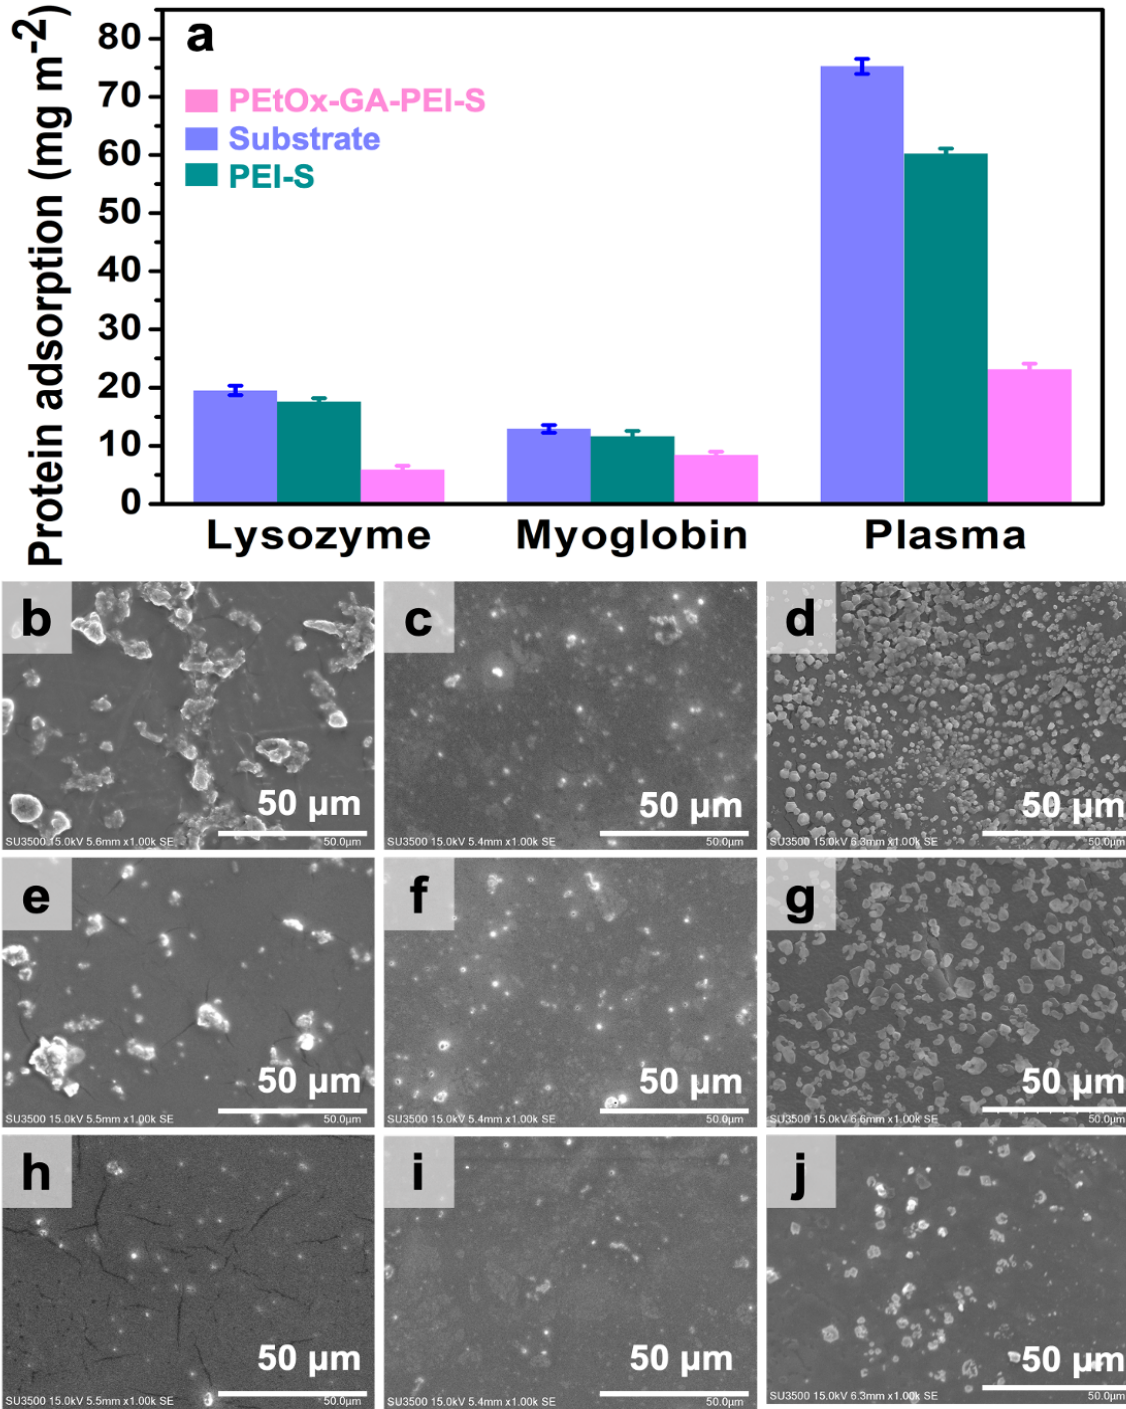 a
Protein adsorption (mg m-2)
80
70
60
50
40
30
20
10
0
PEtOx-GA-PEI-S
Substrate
PEI-S
Lysozyme Myoglobin Plasma
b
50 μm
SU3500 15.0kV 5.6mm x1.00k SE 50.0μm
c
50 μm
SU3500 15.0kV 5.4mm x1.00k SE 50.0μm
d
50 μm
SU3500 15.0kV 6.3mm x1.00k SE 50.0μm
e
50 μm
SU3500 15.0kV 5.5mm x1.00k SE 50.0μm
f
50 μm
SU3500 15.0kV 5.4mm x1.00k SE 50.0μm
g
50 μm
SU3500 15.0kV 6.6mm x1.00k SE 50.0μm
h
50 μm
SU3500 15.0kV 5.5mm x1.00k SE 50.0μm
i
50 μm
SU3500 15.0kV 5.4mm x1.00k SE 50.0μm
j
50 μm
SU3500 15.0kV 6.3mm x1.00k SE 50.0μm